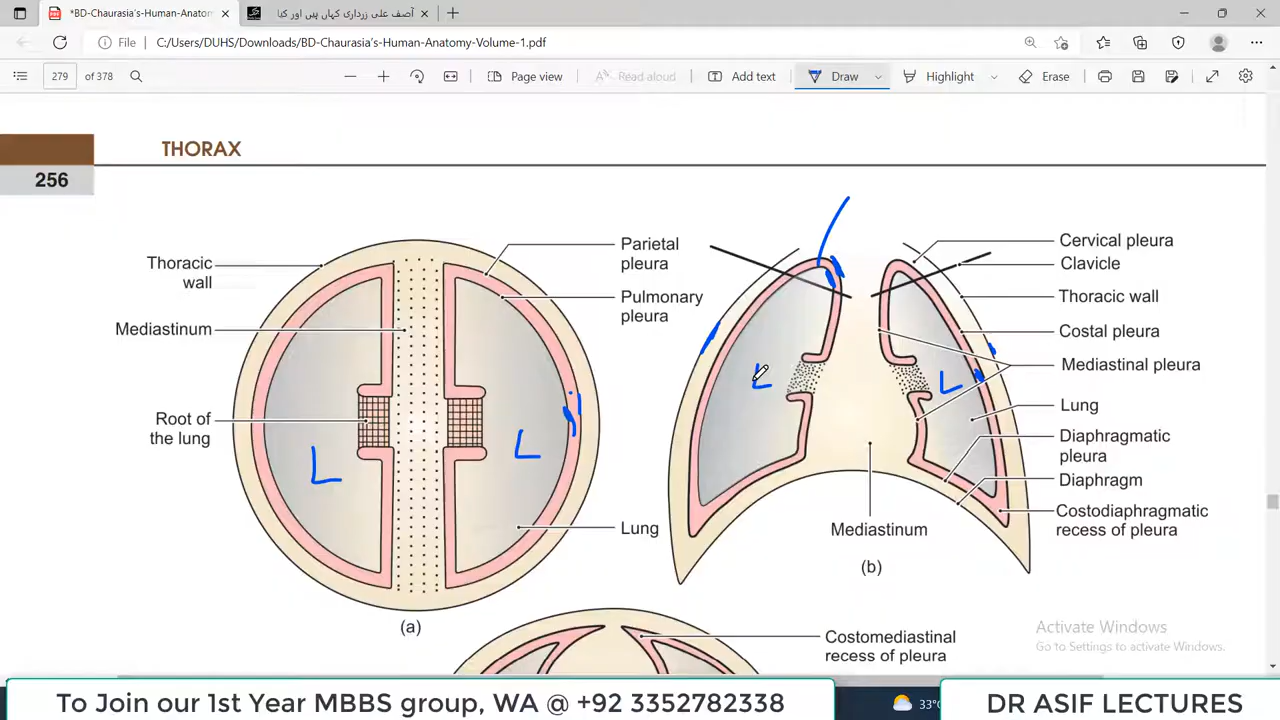 *BD-Chaurasia's-Human-Anatom
آصف علی زرداری کہاں ہیں اور کیا
File
C:/Users/DUHS/Downloads/BD-Chaurasia's-Human-Anatomy-Volume-1.pdf
279 of 378
Page view
Read aloud
Add text
Draw
Highlight
Erase
THORAX
256
Thoracic
wall
Mediastinum
Root of
the lung
Parietal
pleura
Pulmonary
pleura
Lung
L
L
(a)
L
L
Cervical pleura
Clavicle
Thoracic wall
Costal pleura
Mediastinal pleura
Lung
Diaphragmatic
pleura
Diaphragm
Costodiaphragmatic
recess of pleura
Mediastinum
(b)
Costomediastinal
recess of pleura
Activate Windows
Go to Settings to activate Windows.
To Join our 1st Year MBBS group, WA @ +92 3352782338
33°
DR ASIF LECTURES